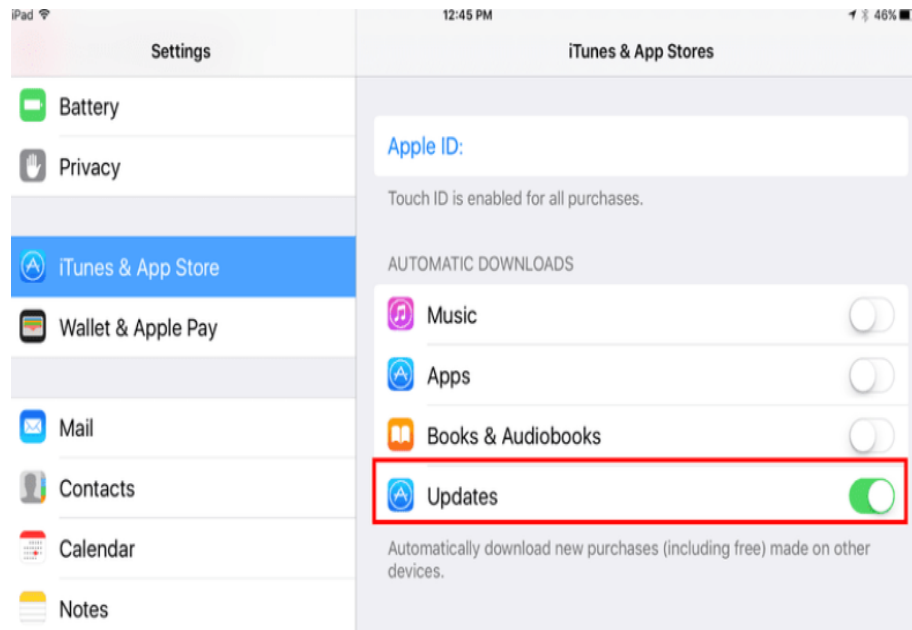 iPad 12:45 PM 46%
Settings
iTunes & App Stores
Battery
Privacy
iTunes & App Store
Wallet & Apple Pay
Mail
Contacts
Calendar
Notes
Apple ID:
Touch ID is enabled for all purchases.
AUTOMATIC DOWNLOADS
Music
Apps
Books & Audiobooks
Updates
Automatically download new purchases (including free) made on other
devices.